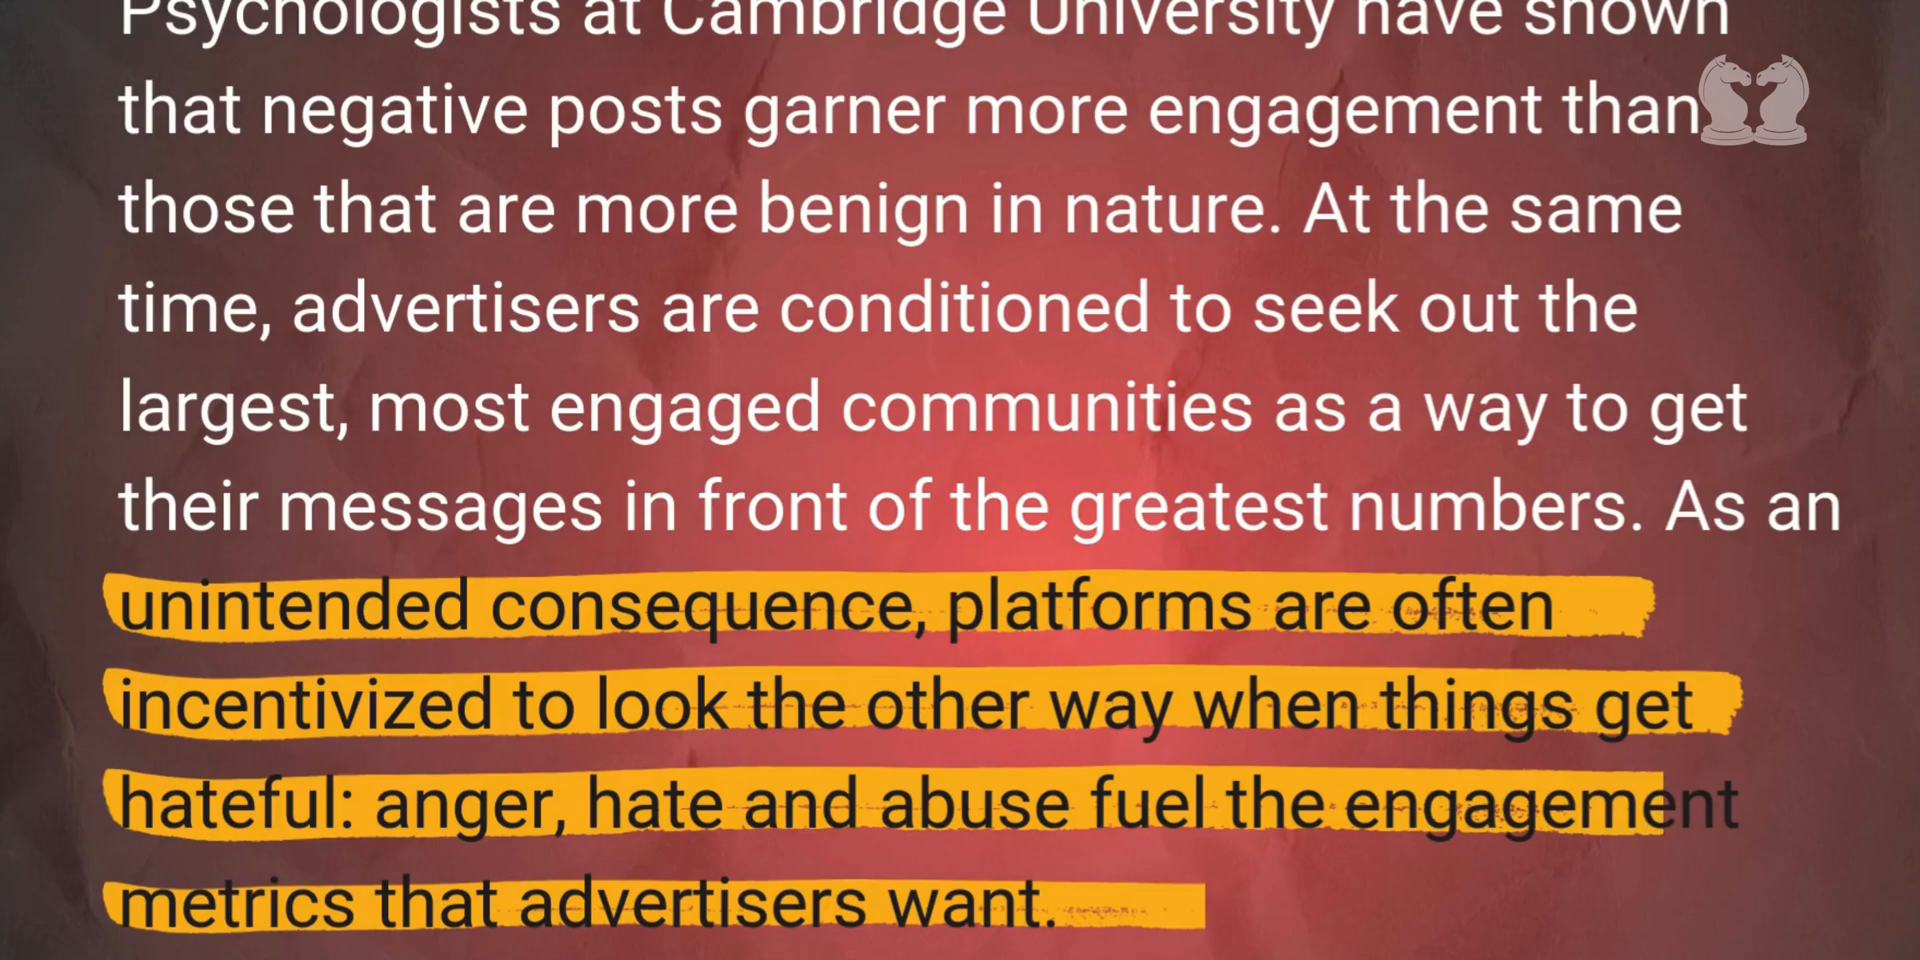 Psychologists at Cambridge University have shown
that negative posts garner more engagement than
those that are more benign in nature. At the same
time, advertisers are conditioned to seek out the
largest, most engaged communities as a way to get
their messages in front of the greatest numbers. As an
unintended consequence, platforms are often
incentivized to look the other way when things get
hateful: anger, hate and abuse fuel the engagement
metrics that advertisers want.